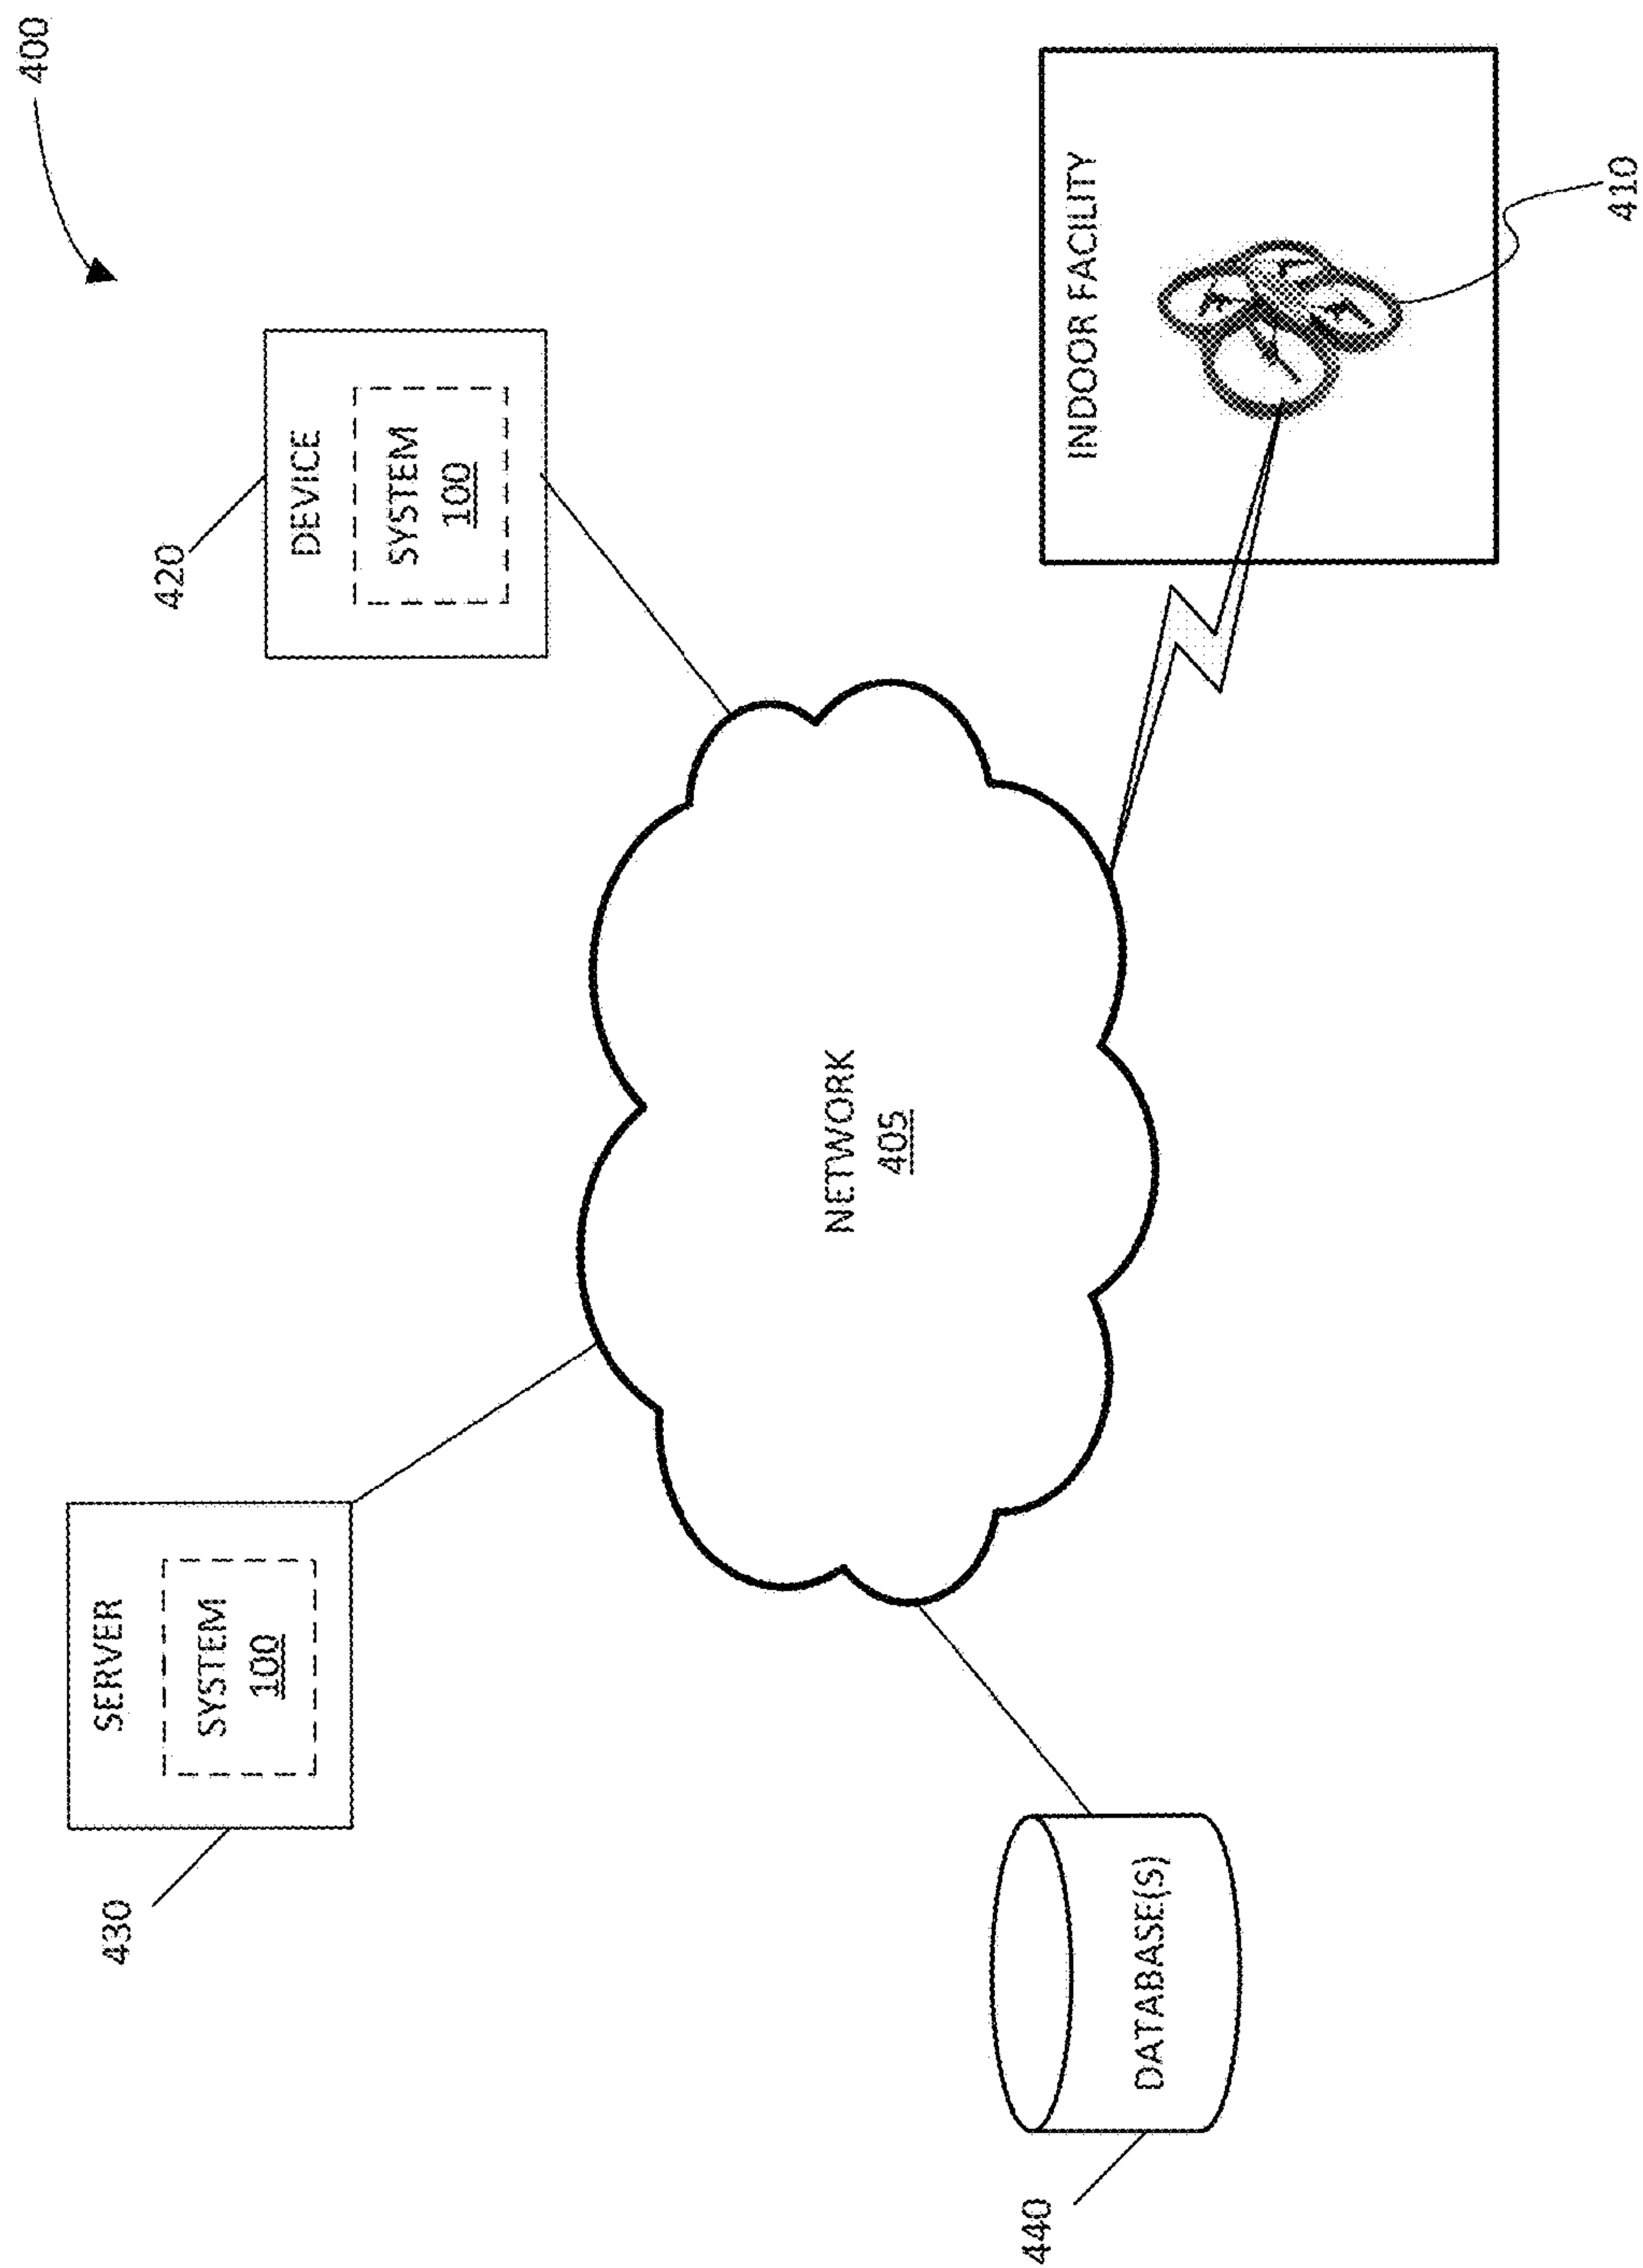 400
430
SERVER
SYSTEM
100
420
DEVICE
SYSTEM
100
NETWORK
405
440
DATABASE(S)
INDOOR FACILITY
410